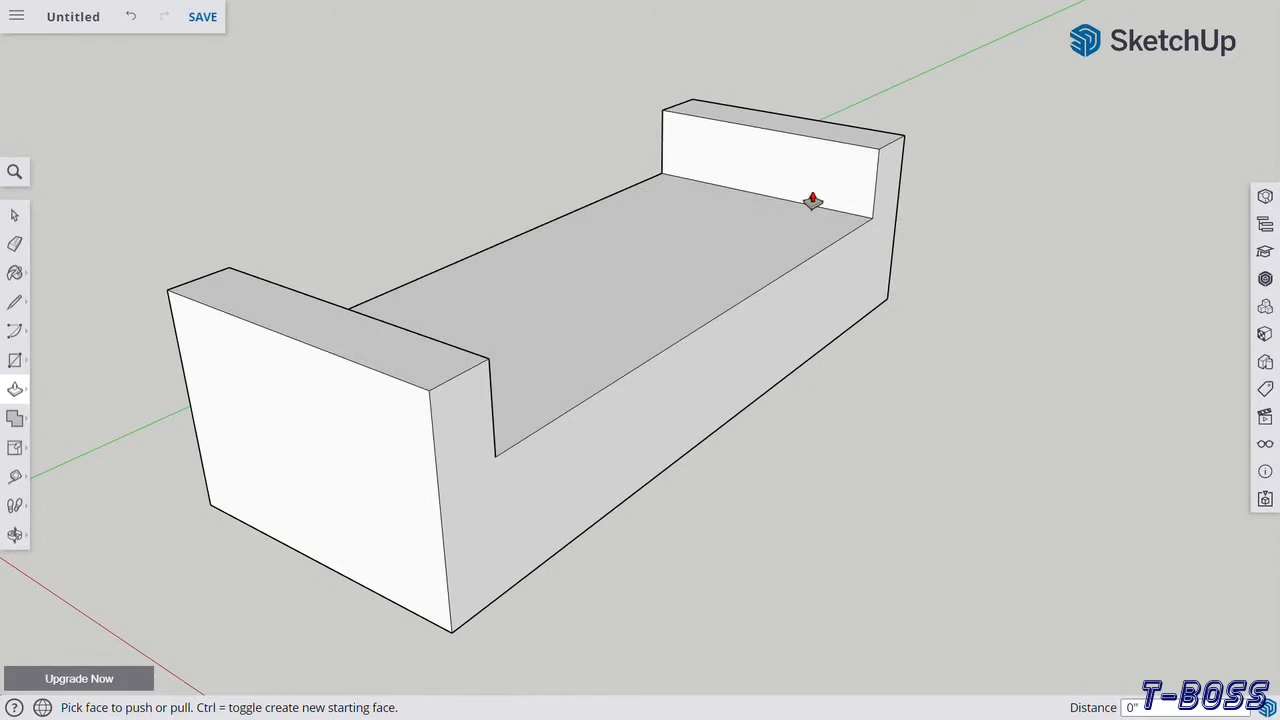 Untitled
SAVE
SketchUp
Upgrade Now
Pick face to push or pull. Ctrl = toggle create new starting face.
Distance
0"
T-BOSS